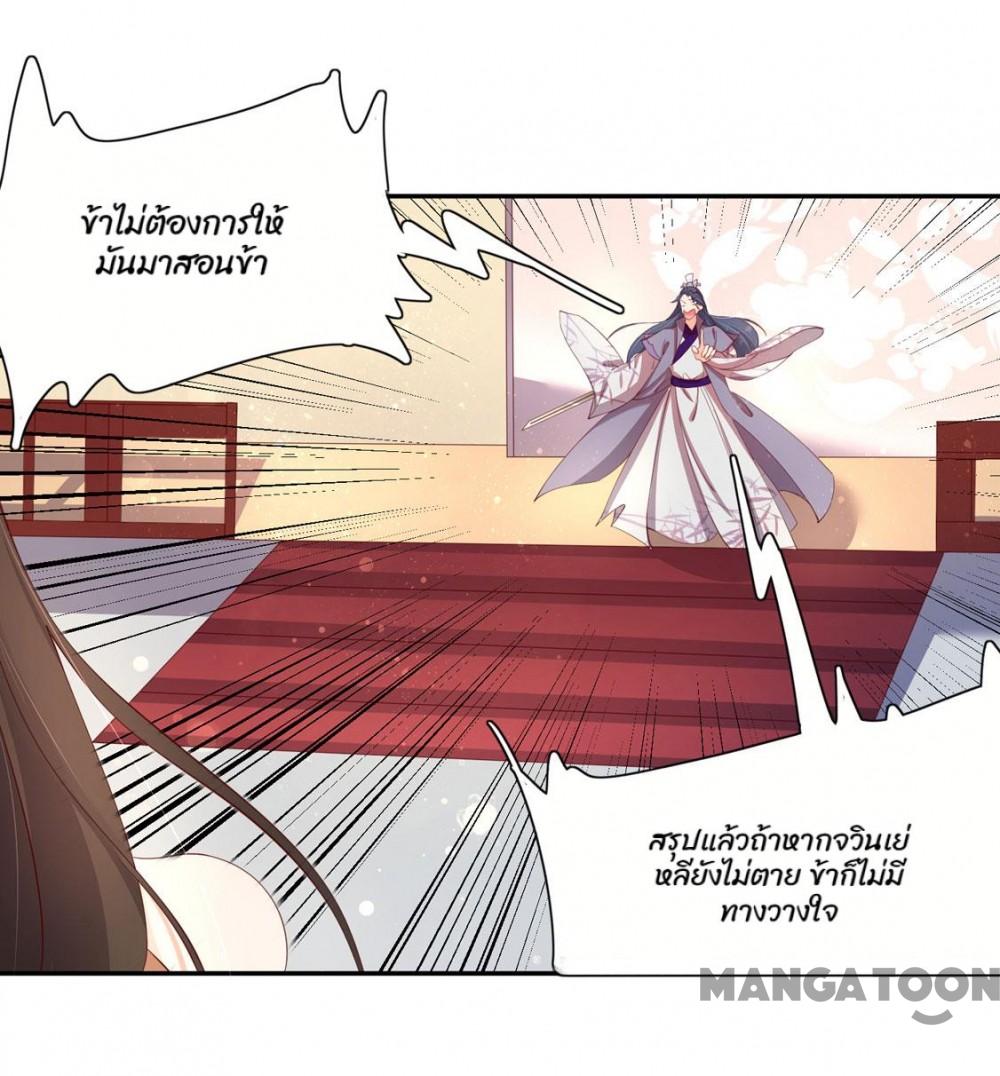 ข้าไม่ต้องการให้
มันมาสอนข้า
สรุปแล้วถ้าหากจวินเย่
หลียังไม่ตาย ข้าก็ไม่มี
ทางวางใจ
MANGATOON